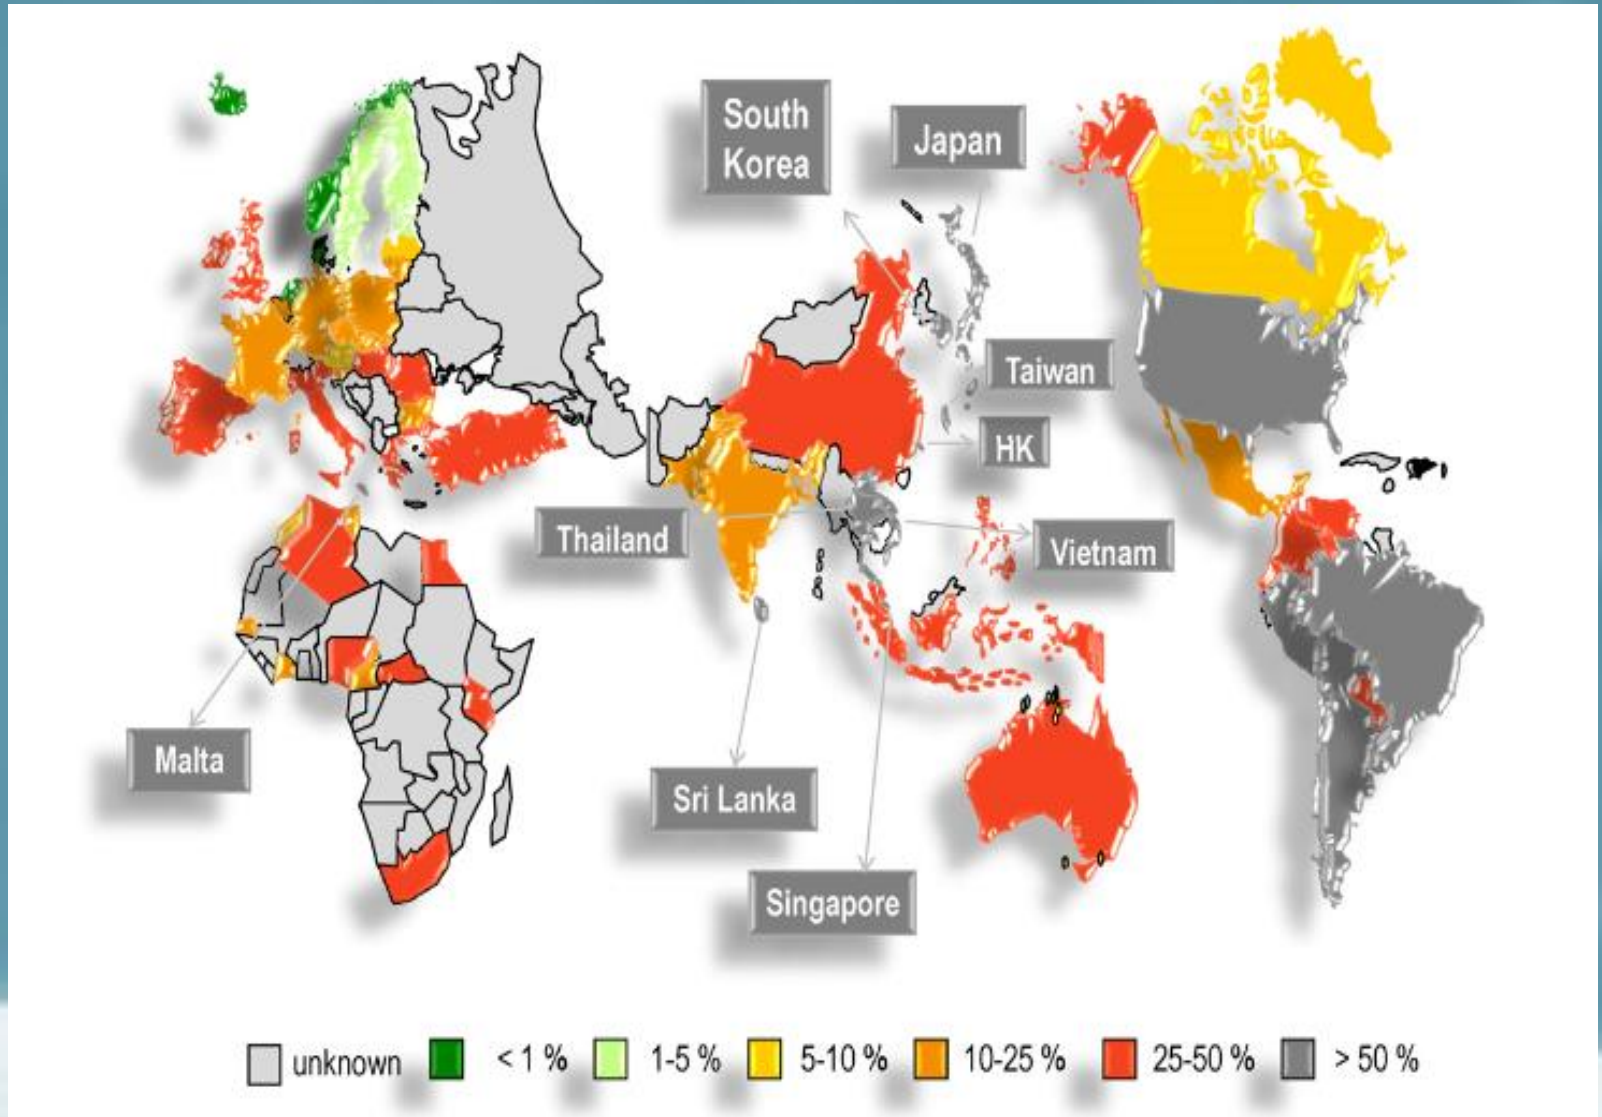 South
Korea
Japan
Taiwan
HK
Thailand
Vietnam
Malta
Sri Lanka
Singapore
unknown < 1 % 1-5 % 5-10 % 10-25 % 25-50 % > 50 %